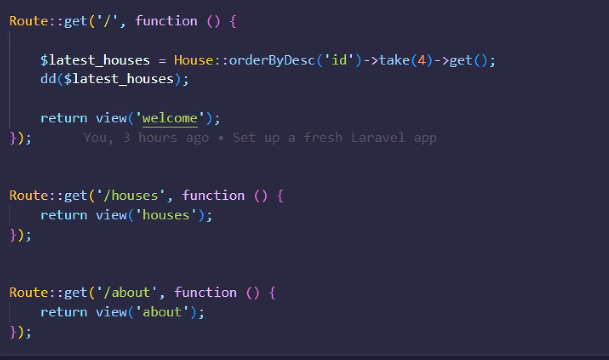 Route::get('/', function () {
$latest_houses = House::orderByDesc('id')->take(4)->get();
dd($latest_houses);
return view('welcome');
});      You, 3 hours ago • Set up a fresh Laravel app
Route::get('/houses', function () {
return view('houses');
});
Route::get('/about', function () {
return view('about');
});